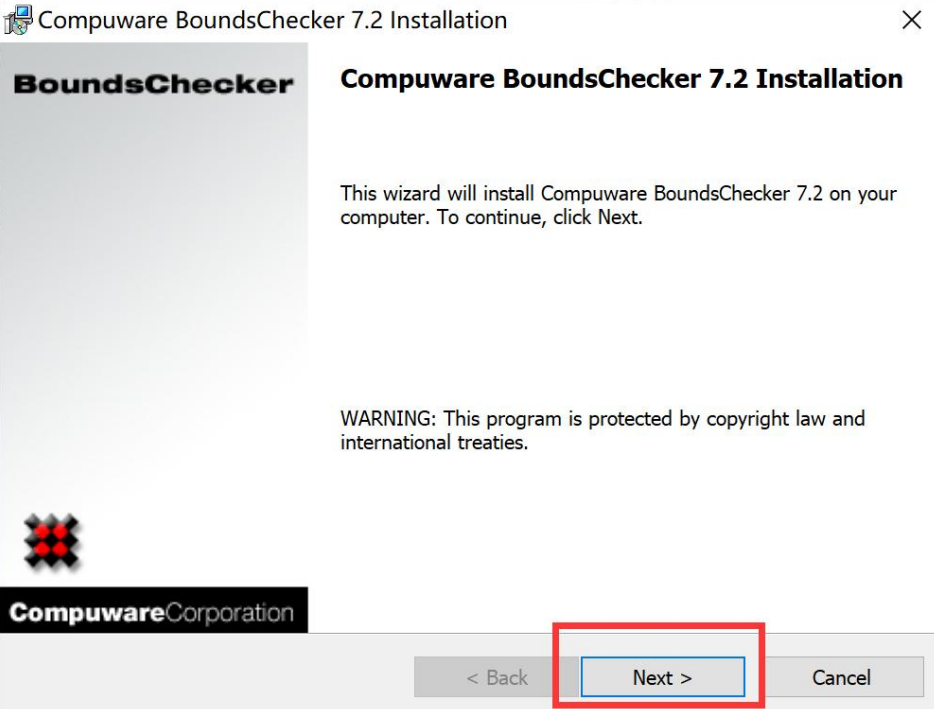 Compuware BoundsChecker 7.2 Installation
BoundsChecker
Compuware BoundsChecker 7.2 Installation
This wizard will install Compuware BoundsChecker 7.2 on your
computer. To continue, click Next.
WARNING: This program is protected by copyright law and
international treaties.
CompuwareCorporation
< Back
Next >
Cancel